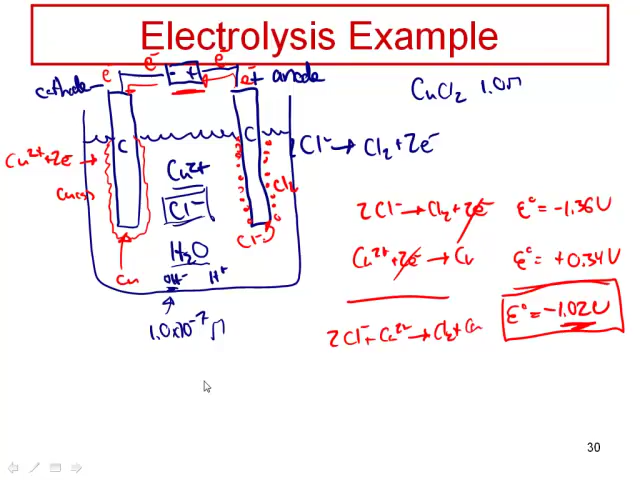 Electrolysis Example
e⁻ e⁻
cathode e⁻ - + e⁻ + anode
CuCl₂ 1.0M
C C
2Cl⁻ → Cl₂ + 2e⁻
Cu²⁺ + 2e⁻ →
Cu²⁺
Cu(s)
Cl₂
Cl⁻
Cl⁻
H₂O
OH⁻ H⁺
Cu
1.0x10⁻⁷ M
2Cl⁻ → Cl₂ + 2e⁻ ε° = -1.36V
Cu²⁺ + 2e⁻ → Cu ε° = +0.34V
2Cl⁻ + Cu²⁺ → Cl₂ + Cu ε° = -1.02V
30